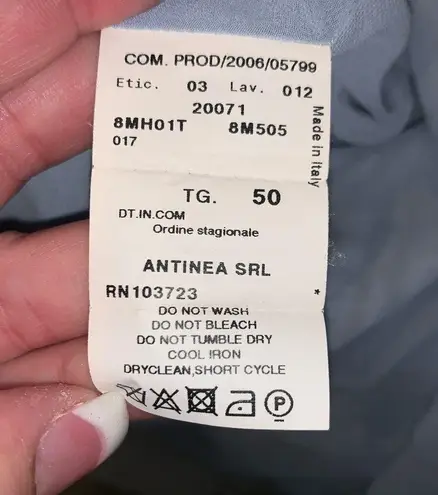 COM. PROD/2006/05799
Etic. 03 Lav. 012
20071
8MH01T 8M505
017
Made in Italy
TG. 50
DT.IN.COM
Ordine stagionale
ANTINEA SRL
RN103723 *
DO NOT WASH
DO NOT BLEACH
DO NOT TUMBLE DRY
COOL IRON
DRYCLEAN,SHORT CYCLE
P